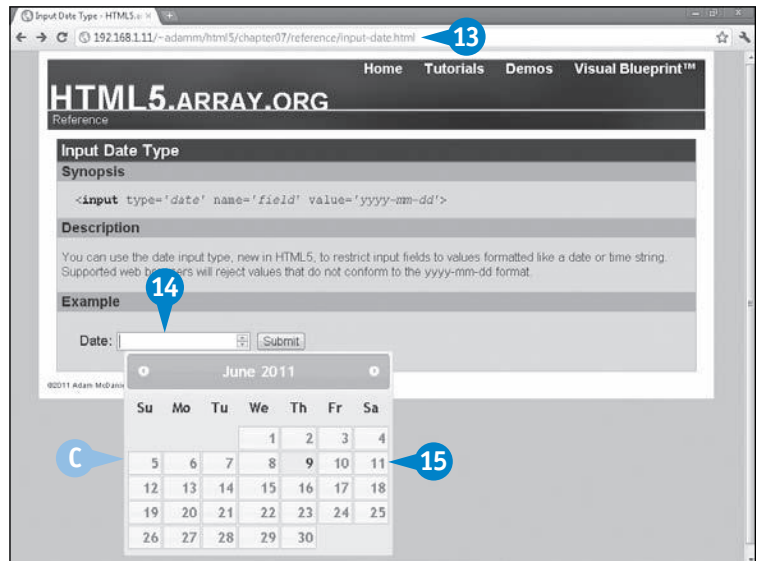 Input Date Type - HTML5.a
192.168.1.11/~adamm/html5/chapter07/reference/input-date.html
13
Home Tutorials Demos Visual Blueprint™
HTML5.ARRAY.ORG
Reference
Input Date Type
Synopsis
<input type='date' name='field' value='yyyy-mm-dd'>
Description
You can use the date input type, new in HTML5, to restrict input fields to values formatted like a date or time string.
Supported web browsers will reject values that do not conform to the yyyy-mm-dd format.
14
Example
Date: Submit
©2011 Adam McDani
June 2011
Su Mo Tu We Th Fr Sa
1 2 3 4
C 5 6 7 8 9 10 11 15
12 13 14 15 16 17 18
19 20 21 22 23 24 25
26 27 28 29 30